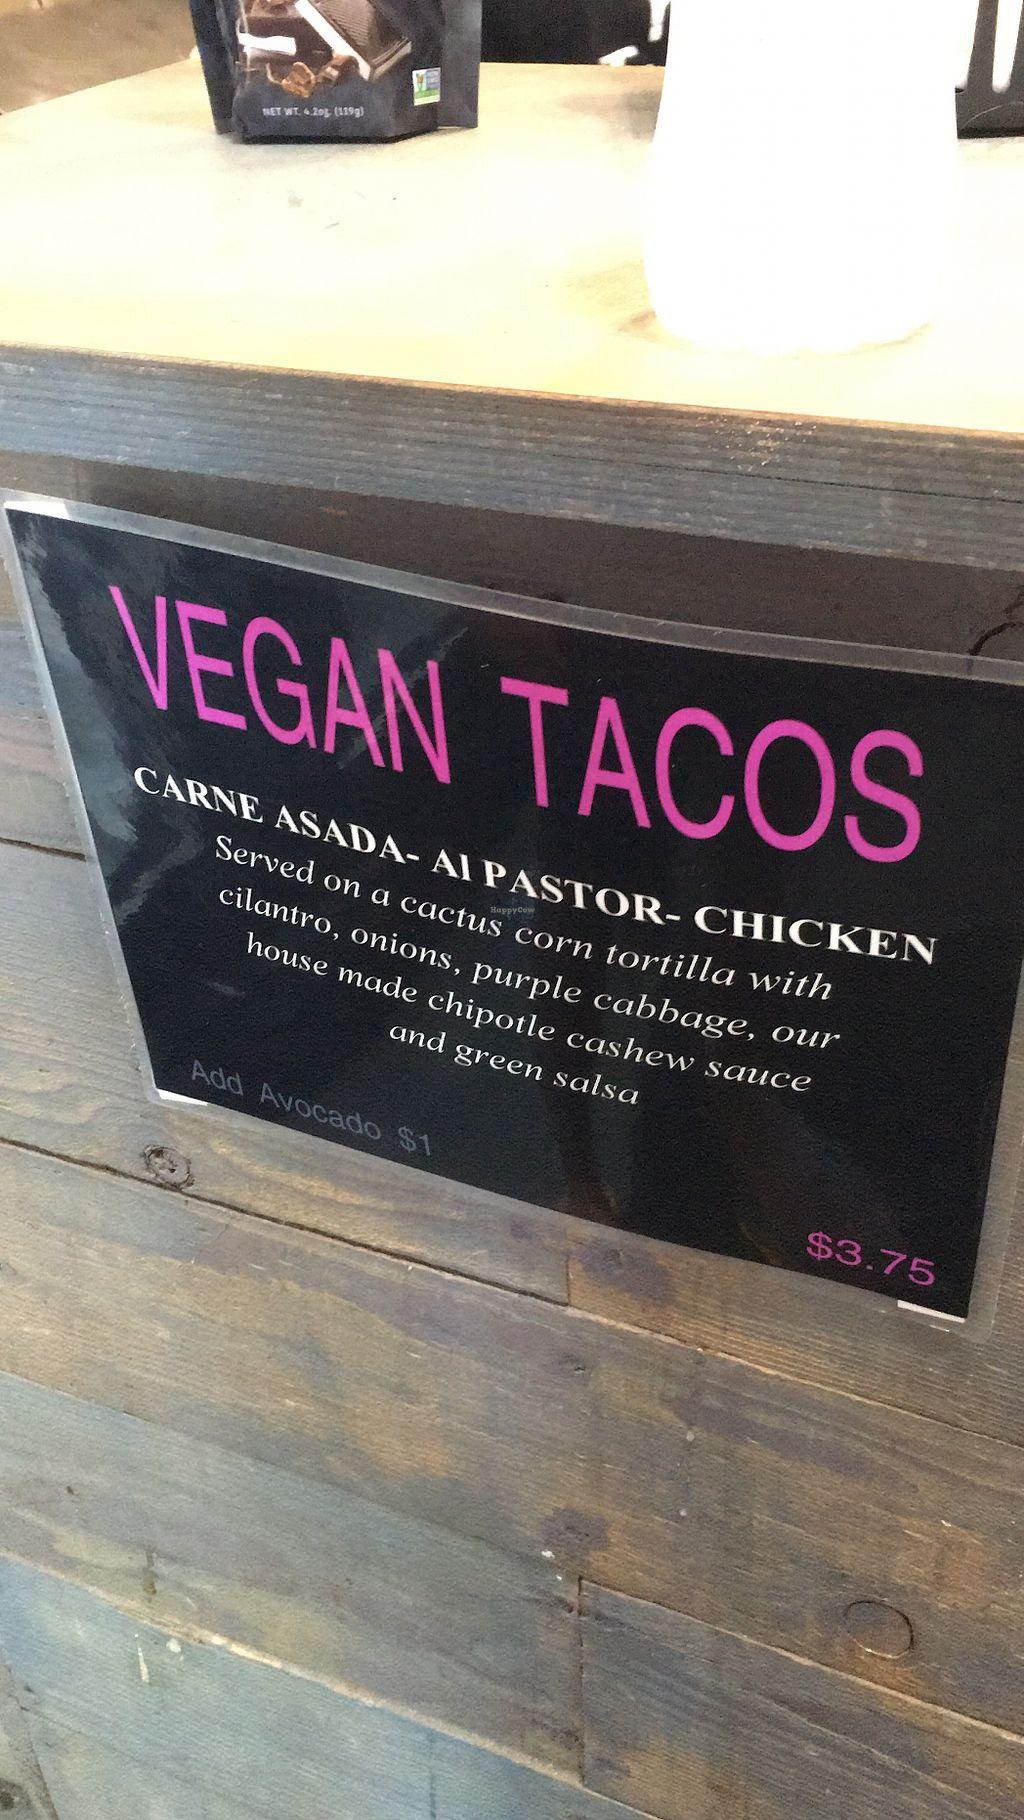 NET WT. 4.2oz. (119g)
VEGAN TACOS
CARNE ASADA- Al PASTOR- CHICKEN
Served on a cactus corn tortilla with
cilantro, onions, purple cabbage, our
house made chipotle cashew sauce
and green salsa
Add Avocado $1
$3.75
HappyCow